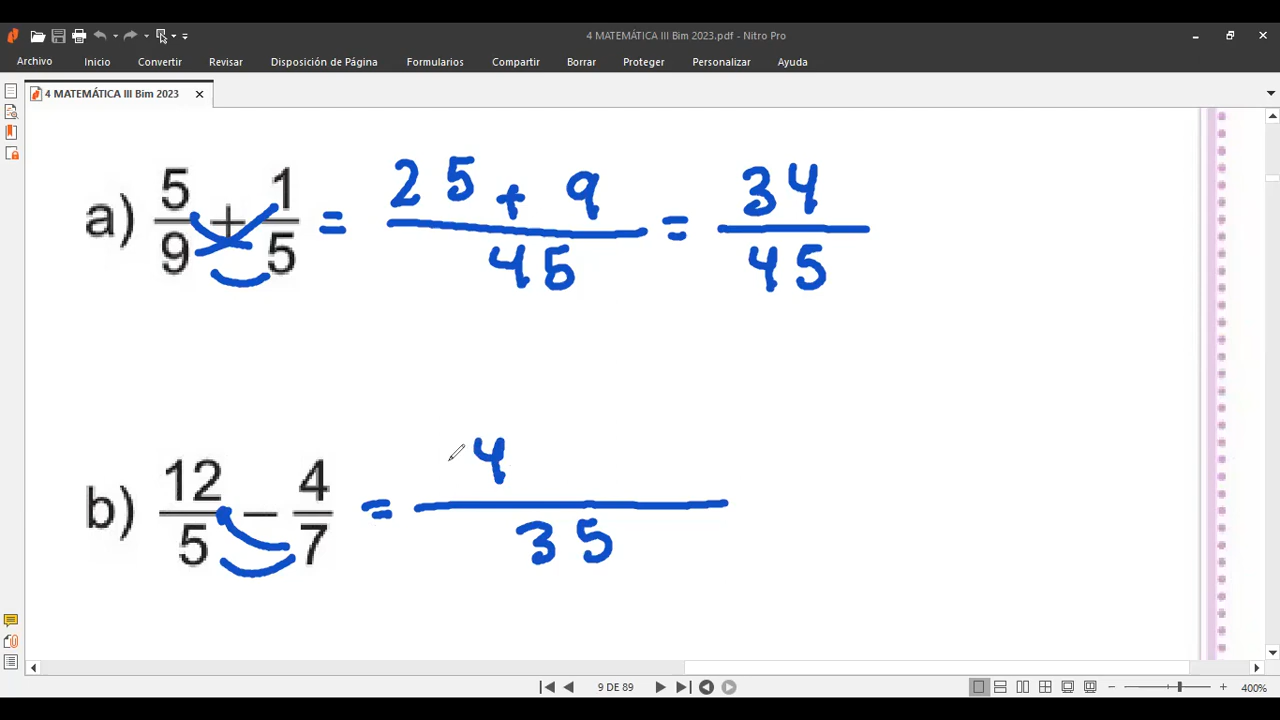 4 MATEMÁTICA III Bim 2023.pdf - Nitro Pro
Archivo Inicio Convertir Revisar Disposición de Página Formularios Compartir Borrar Proteger Personalizar Ayuda
4 MATEMÁTICA III Bim 2023
a) 5/9 + 1/5 = 25 + 9/45 = 34/45
b) 12/5 − 4/7 = 4/35
9 DE 89
400%